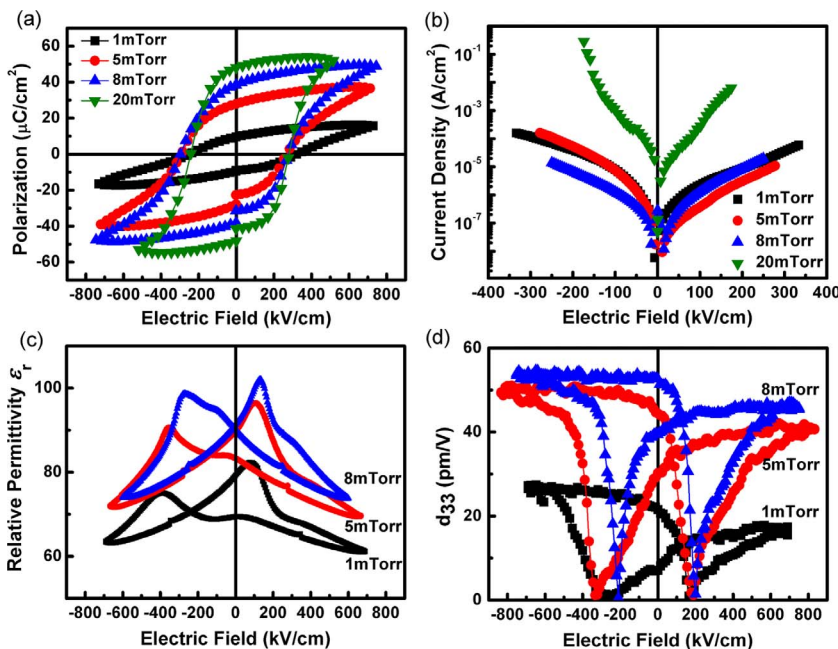 (a)
1mTorr
5mTorr
8mTorr
20mTorr
Polarization (μC/cm²)
60
40
20
0
-20
-40
-60
-800 -600 -400 -200 0 200 400 600 800
Electric Field (kV/cm)
(b)
Current Density (A/cm²)
10⁻¹
10⁻³
10⁻⁵
10⁻⁷
1mTorr
5mTorr
8mTorr
20mTorr
-400 -300 -200 -100 0 100 200 300 400
Electric Field (kV/cm)
(c)
Relative Permittivity εr
100
80
60
8mTorr
5mTorr
1mTorr
-800 -600 -400 -200 0 200 400 600 800
Electric Field (kV/cm)
(d)
d33 (pm/V)
60
40
20
0
8mTorr
5mTorr
1mTorr
-800 -600 -400 -200 0 200 400 600 800
Electric Field (kV/cm)